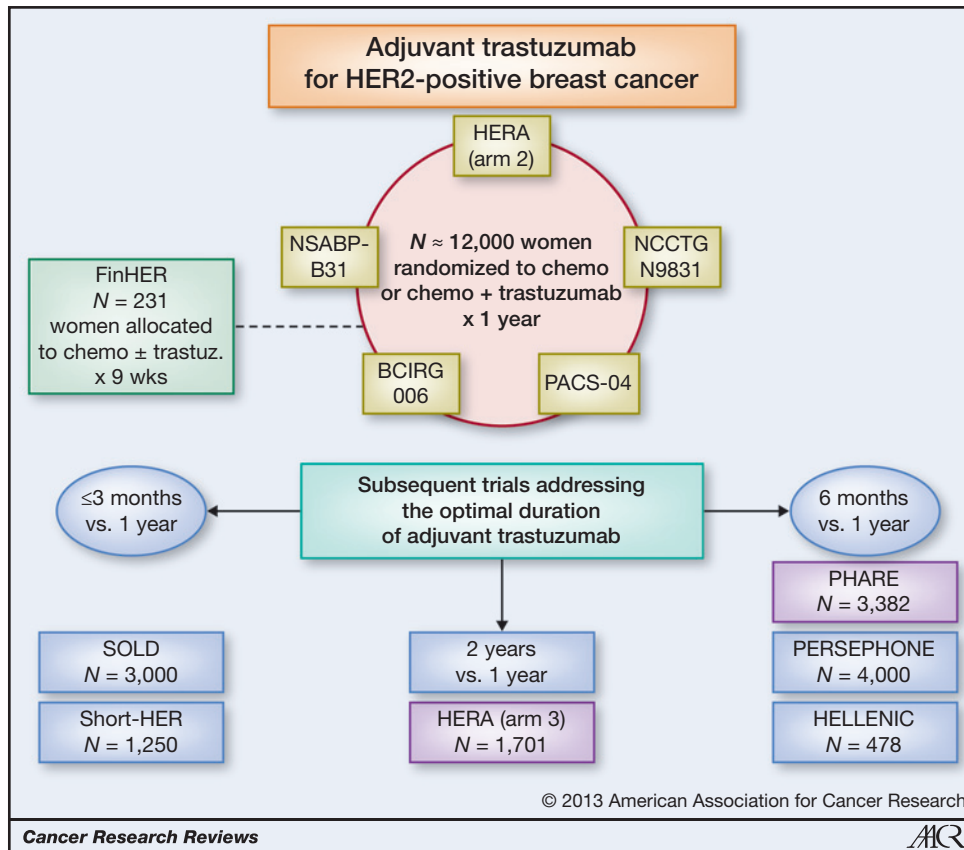 Adjuvant trastuzumab
for HER2-positive breast cancer
HERA
(arm 2)
NSABP-
B31
N ≈ 12,000 women
randomized to chemo
or chemo + trastuzumab
x 1 year
NCCTG
N9831
FinHER
N = 231
women allocated
to chemo ± trastuz.
x 9 wks
BCIRG
006
PACS-04
≤3 months
vs. 1 year
Subsequent trials addressing
the optimal duration
of adjuvant trastuzumab
6 months
vs. 1 year
SOLD
N = 3,000
Short-HER
N = 1,250
2 years
vs. 1 year
HERA (arm 3)
N = 1,701
PHARE
N = 3,382
PERSEPHONE
N = 4,000
HELLENIC
N = 478
© 2013 American Association for Cancer Research
Cancer Research Reviews
AACR